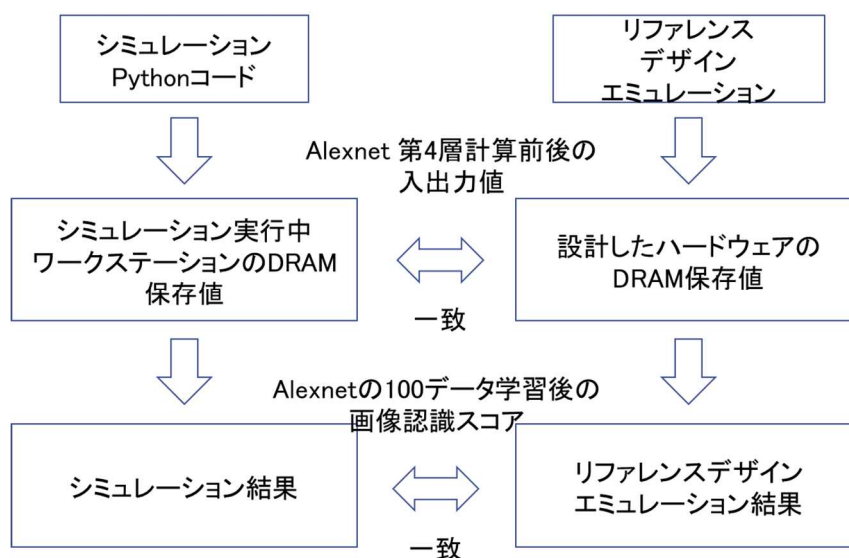 シミュレーション
Pythonコード
リファレンス
デザイン
エミュレーション
Alexnet 第4層計算前後の
入出力値
シミュレーション実行中
ワークステーションのDRAM
保存値
設計したハードウェアの
DRAM保存値
一致
Alexnetの100データ学習後の
画像認識スコア
シミュレーション結果
リファレンスデザイン
エミュレーション結果
一致